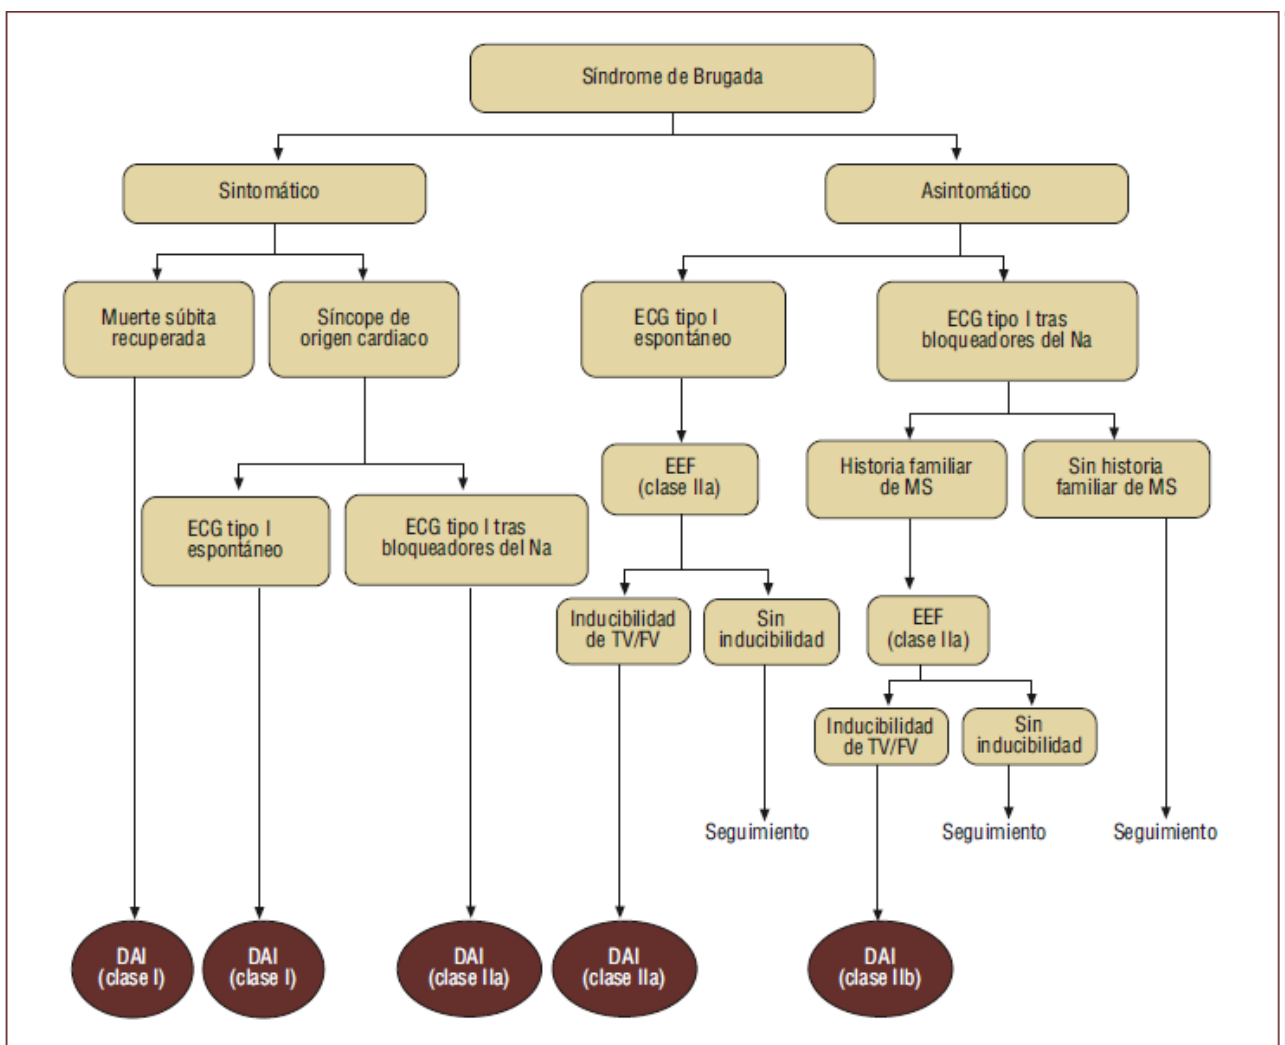 Síndrome de Brugada
Sintomático
Asintomático
Muerte súbita
recuperada
Síncope de
origen cardiaco
ECG tipo I
espontáneo
ECG tipo I tras
bloqueadores del Na
EEF
(clase IIa)
Historia familiar
de MS
Sin historia
familiar de MS
ECG tipo I
espontáneo
ECG tipo I tras
bloqueadores del Na
Inducibilidad
de TV/FV
Sin
inducibilidad
EEF
(clase IIa)
Inducibilidad
de TV/FV
Sin
inducibilidad
Seguimiento
Seguimiento
Seguimiento
DAI
(clase I)
DAI
(clase I)
DAI
(clase IIa)
DAI
(clase IIa)
DAI
(clase IIb)